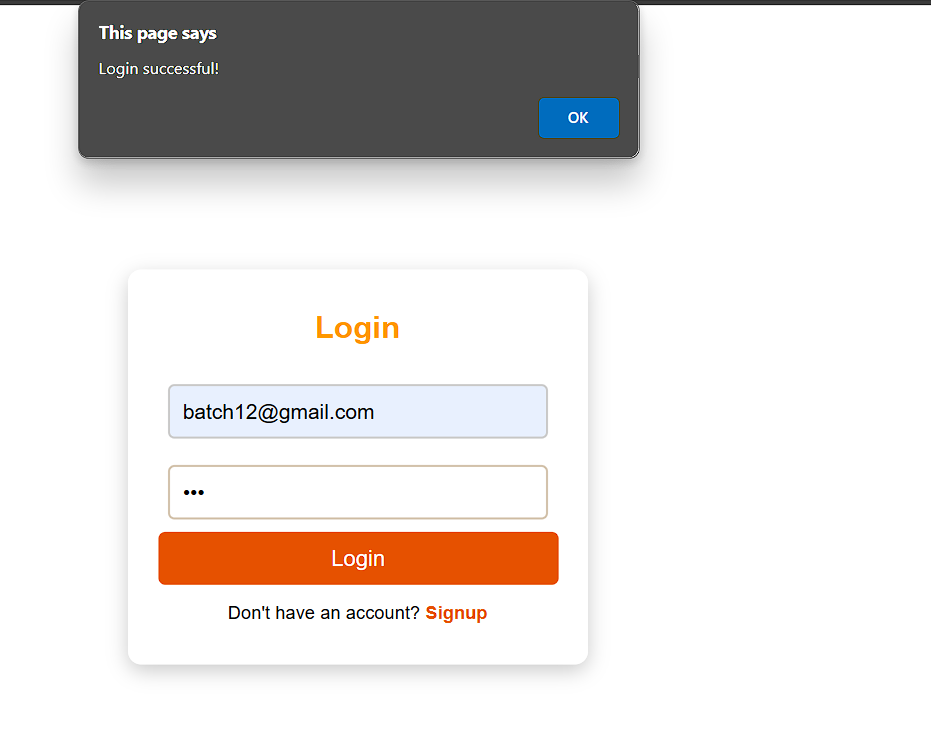 This page says
Login successful!
OK
Login
batch12@gmail.com
•••
Login
Don't have an account? Signup